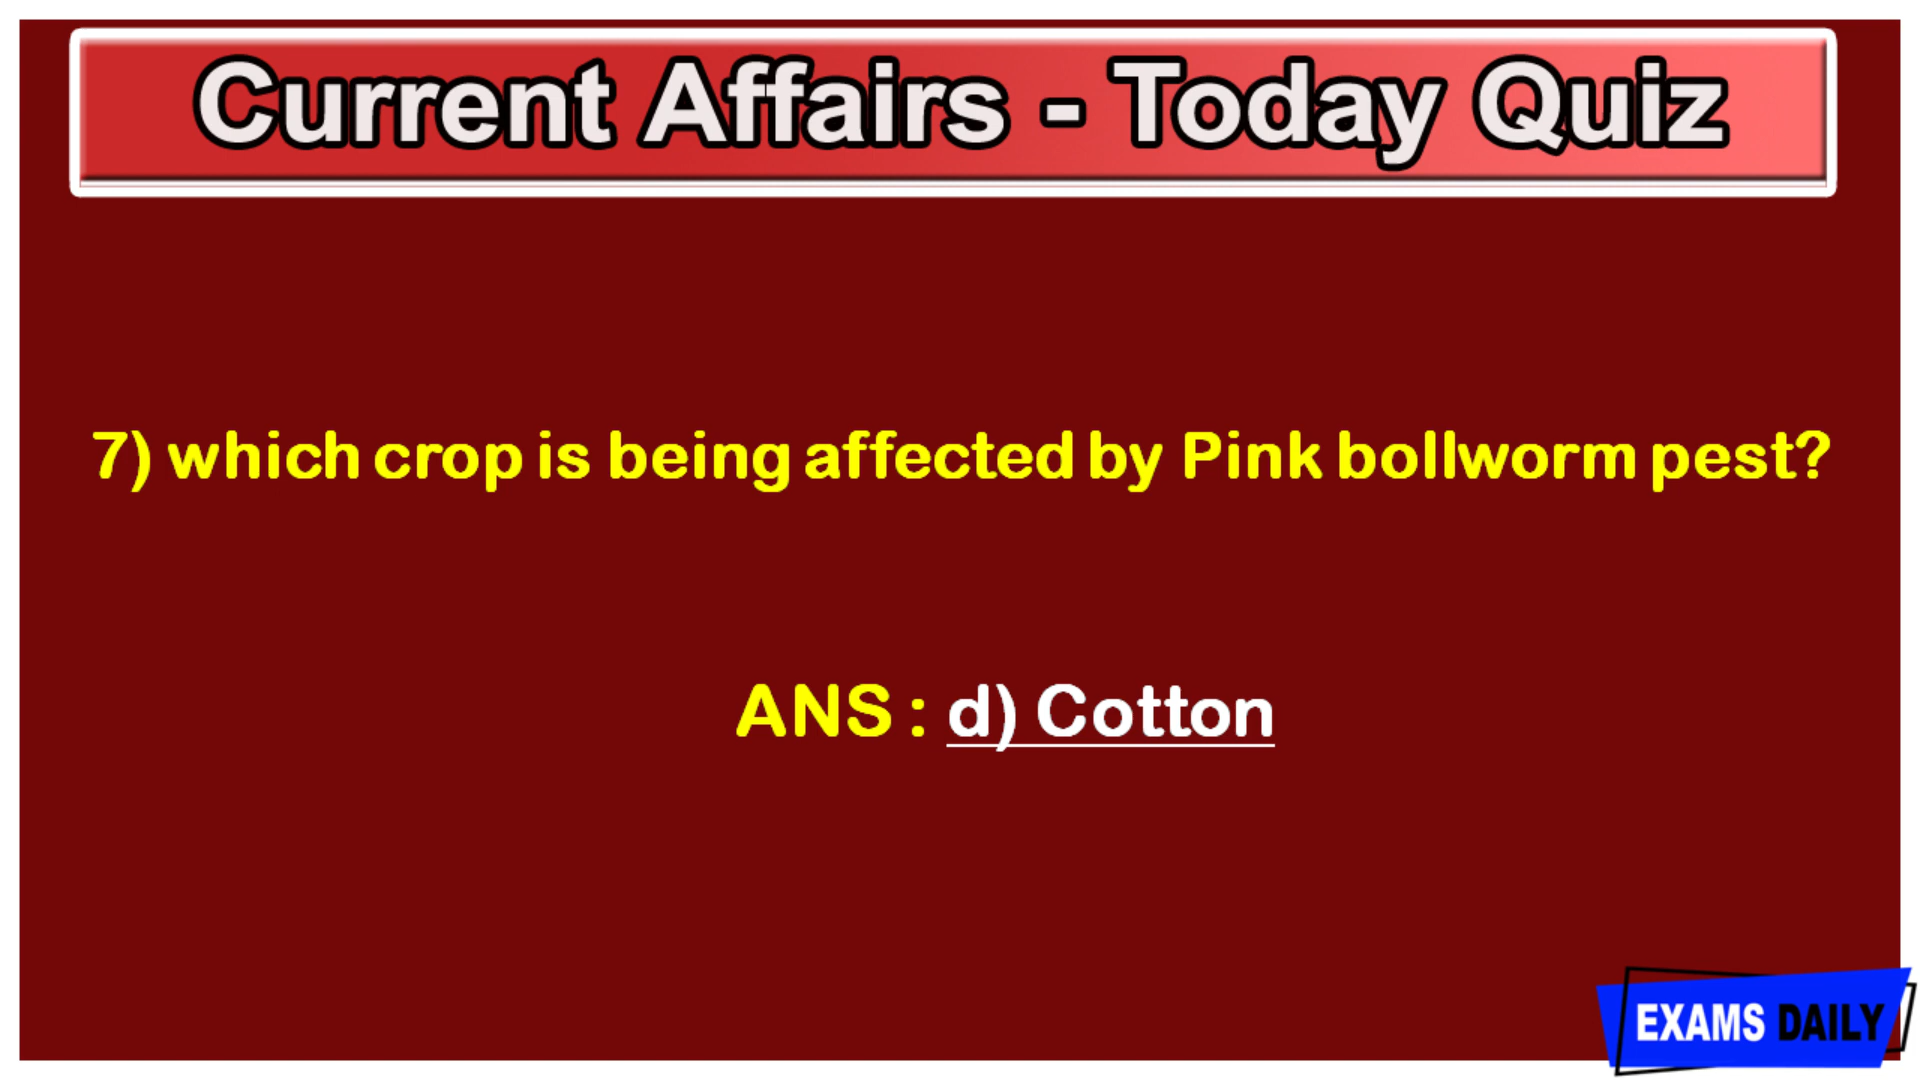 Current Affairs - Today Quiz
7) which crop is being affected by Pink bollworm pest?
ANS : d) Cotton
EXAMS DAILY